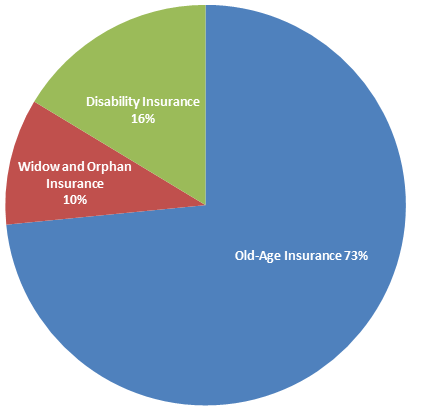 Disability Insurance
16%
Widow and Orphan
Insurance
10%
Old-Age Insurance 73%